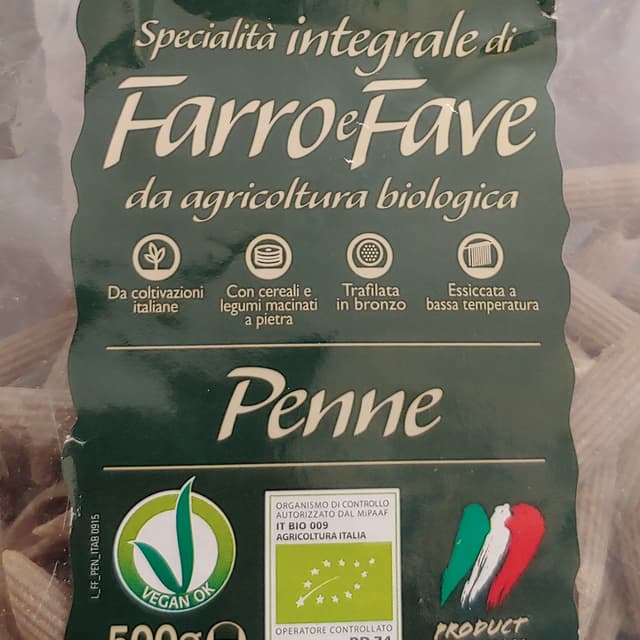 Specialità integrale di
Farro e Fave
da agricoltura biologica
Da coltivazioni
italiane
Con cereali e
legumi macinati
a pietra
Trafilata
in bronzo
Essiccata a
bassa temperatura
Penne
L_FF_PEN_ITAB 0915
VEGAN OK
ORGANISMO DI CONTROLLO
AUTORIZZATO DAL MiPAAF
IT BIO 009
AGRICOLTURA ITALIA
OPERATORE CONTROLLATO
PRODUCT
500g e